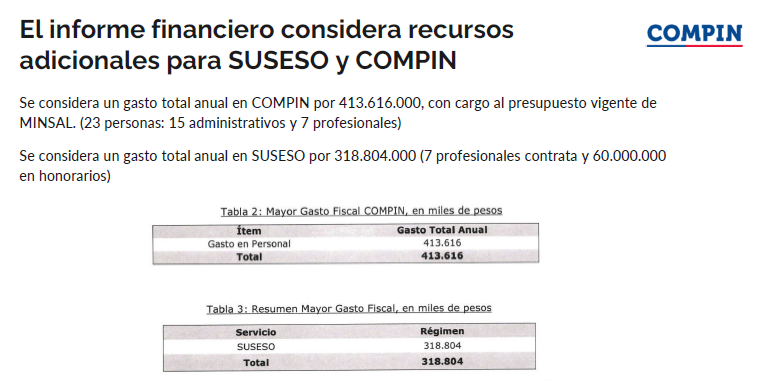 El informe financiero considera recursos
adicionales para SUSESO y COMPIN
COMPIN
Se considera un gasto total anual en COMPIN por 413.616.000, con cargo al presupuesto vigente de
MINSAL. (23 personas: 15 administrativos y 7 profesionales)
Se considera un gasto total anual en SUSESO por 318.804.000 (7 profesionales contrata y 60.000.000
en honorarios)
Tabla 2: Mayor Gasto Fiscal COMPIN, en miles de pesos
Ítem Gasto Total Anual
Gasto en Personal 413.616
Total 413.616
Tabla 3: Resumen Mayor Gasto Fiscal, en miles de pesos
Servicio Régimen
SUSESO 318.804
Total 318.804